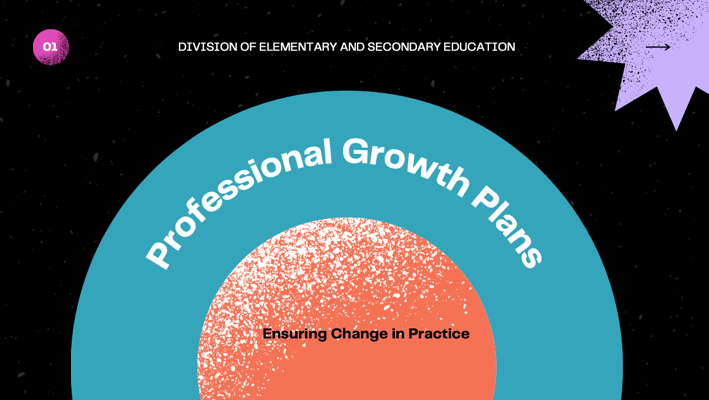 01
DIVISION OF ELEMENTARY AND SECONDARY EDUCATION
Professional Growth Plans
Ensuring Change in Practice